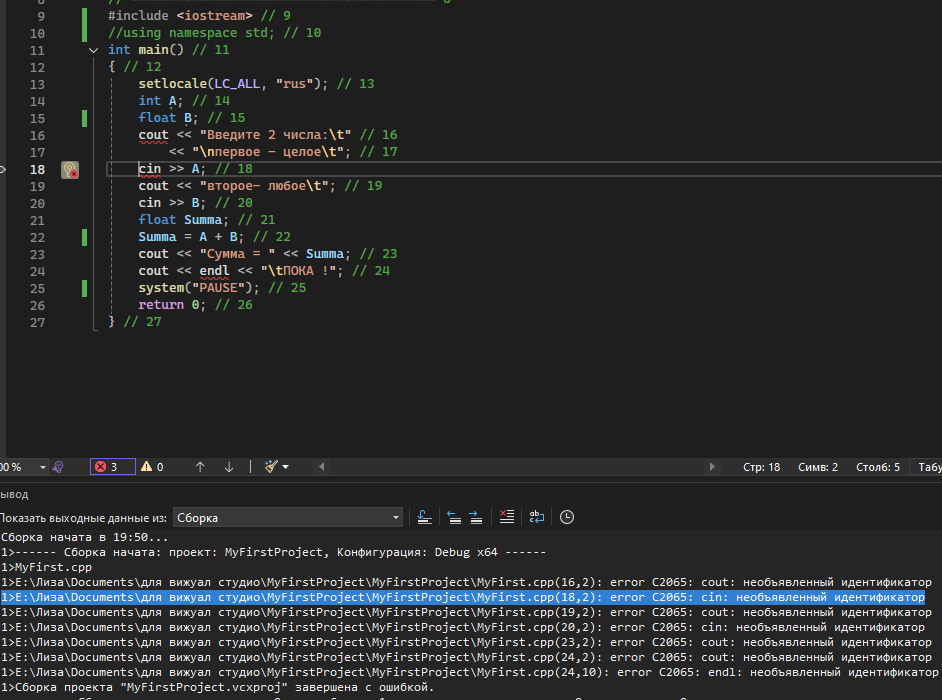 9 #include <iostream> // 9
10 //using namespace std; // 10
11 int main() // 11
12 { // 12
13 setlocale(LC_ALL, "rus"); // 13
14 int A; // 14
15 float B; // 15
16 cout << "Введите 2 числа:\t" // 16
17 << "\nпервое - целое\t"; // 17
18 cin >> A; // 18
19 cout << "второе- любое\t"; // 19
20 cin >> B; // 20
21 float Summa; // 21
22 Summa = A + B; // 22
23 cout << "Сумма = " << Summa; // 23
24 cout << endl << "\tПОКА !"; // 24
25 system("PAUSE"); // 25
26 return 0; // 26
27 } // 27
00 % 3 0 Стр: 18 Симв: 2 Столб: 5 Табу
ывод
Показать выходные данные из: Сборка
Сборка начата в 19:50...
1>------ Сборка начата: проект: MyFirstProject, Конфигурация: Debug x64 ------
1>MyFirst.cpp
1>E:\Лиза\Documents\для вижуал студио\MyFirstProject\MyFirstProject\MyFirst.cpp(16,2): error C2065: cout: необъявленный идентификатор
1>E:\Лиза\Documents\для вижуал студио\MyFirstProject\MyFirstProject\MyFirst.cpp(18,2): error C2065: cin: необъявленный идентификатор
1>E:\Лиза\Documents\для вижуал студио\MyFirstProject\MyFirstProject\MyFirst.cpp(19,2): error C2065: cout: необъявленный идентификатор
1>E:\Лиза\Documents\для вижуал студио\MyFirstProject\MyFirstProject\MyFirst.cpp(20,2): error C2065: cin: необъявленный идентификатор
1>E:\Лиза\Documents\для вижуал студио\MyFirstProject\MyFirstProject\MyFirst.cpp(23,2): error C2065: cout: необъявленный идентификатор
1>E:\Лиза\Documents\для вижуал студио\MyFirstProject\MyFirstProject\MyFirst.cpp(24,2): error C2065: cout: необъявленный идентификатор
1>E:\Лиза\Documents\для вижуал студио\MyFirstProject\MyFirstProject\MyFirst.cpp(24,10): error C2065: endl: необъявленный идентификатор
1>Сборка проекта "MyFirstProject.vcxproj" завершена с ошибкой.